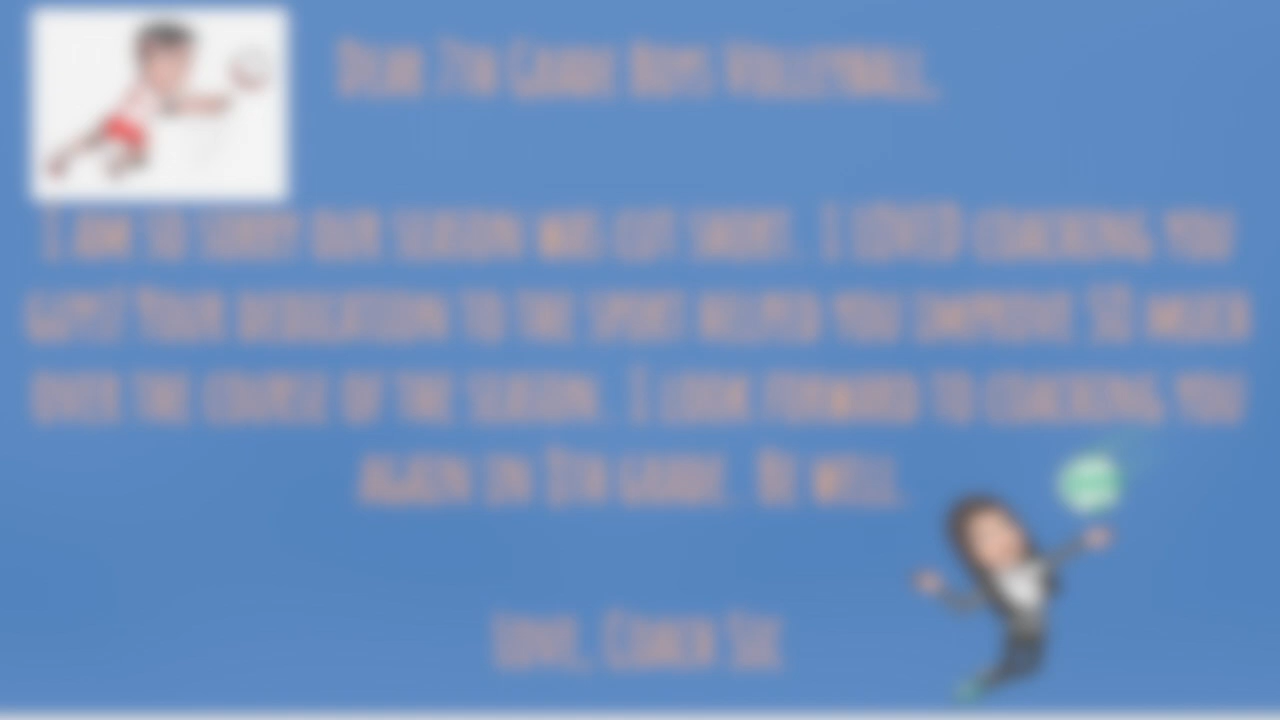 Dear 7th Grade Boys Volleyball,
I am so sorry our season was cut short. I LOVED coaching you
guys! Your dedication to the sport helped you improve SO much
over the course of the season. I look forward to coaching you
again in 8th grade. Be well.
Love, Coach